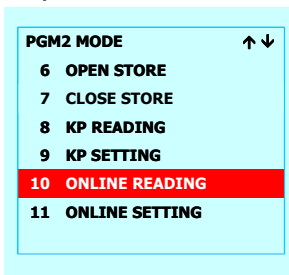 PGM2 MODE ↑↓
6 OPEN STORE
7 CLOSE STORE
8 KP READING
9 KP SETTING
10 ONLINE READING
11 ONLINE SETTING